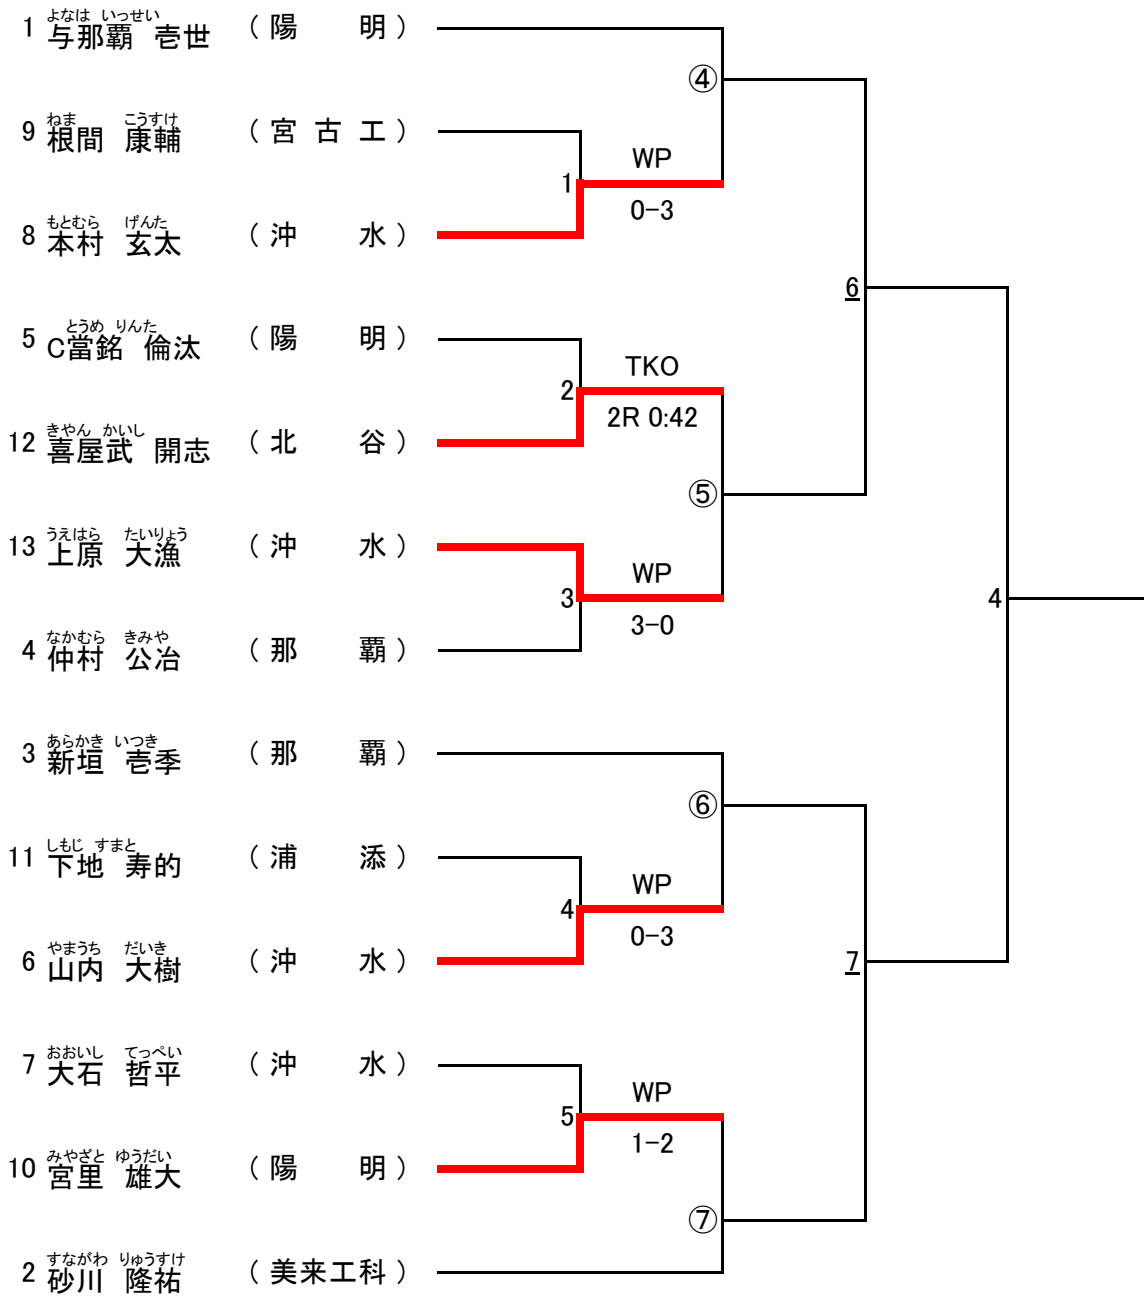 よなは いっせい
1 与那覇 壱世 （ 陽 明 ）
④
ねま こうすけ
9 根間 康輔 （ 宮 古 工 ）
WP
1
0-3
もとむら げんた
8 本村 玄太 （ 沖 水 ）
6
とうめ りんた
5 C當銘 倫汰 （ 陽 明 ）
TKO
2
2R 0:42
きやん かいし
12 喜屋武 開志 （ 北 谷 ）
⑤
うえはら たいりょう
13 上原 大漁 （ 沖 水 ）
WP
3
4
3-0
なかむら きみや
4 仲村 公冶 （ 那 覇 ）
あらかき いつき
3 新垣 壱季 （ 那 覇 ）
⑥
しもじ すまと
11 下地 寿的 （ 浦 添 ）
WP
4
0-3
やまうち だいき
6 山内 大樹 （ 沖 水 ）
7
おおいし てっぺい
7 大石 哲平 （ 沖 水 ）
WP
5
1-2
みやざと ゆうだい
10 宮里 雄大 （ 陽 明 ）
⑦
すながわ りゅうすけ
2 砂川 隆祐 （ 美来工科 ）